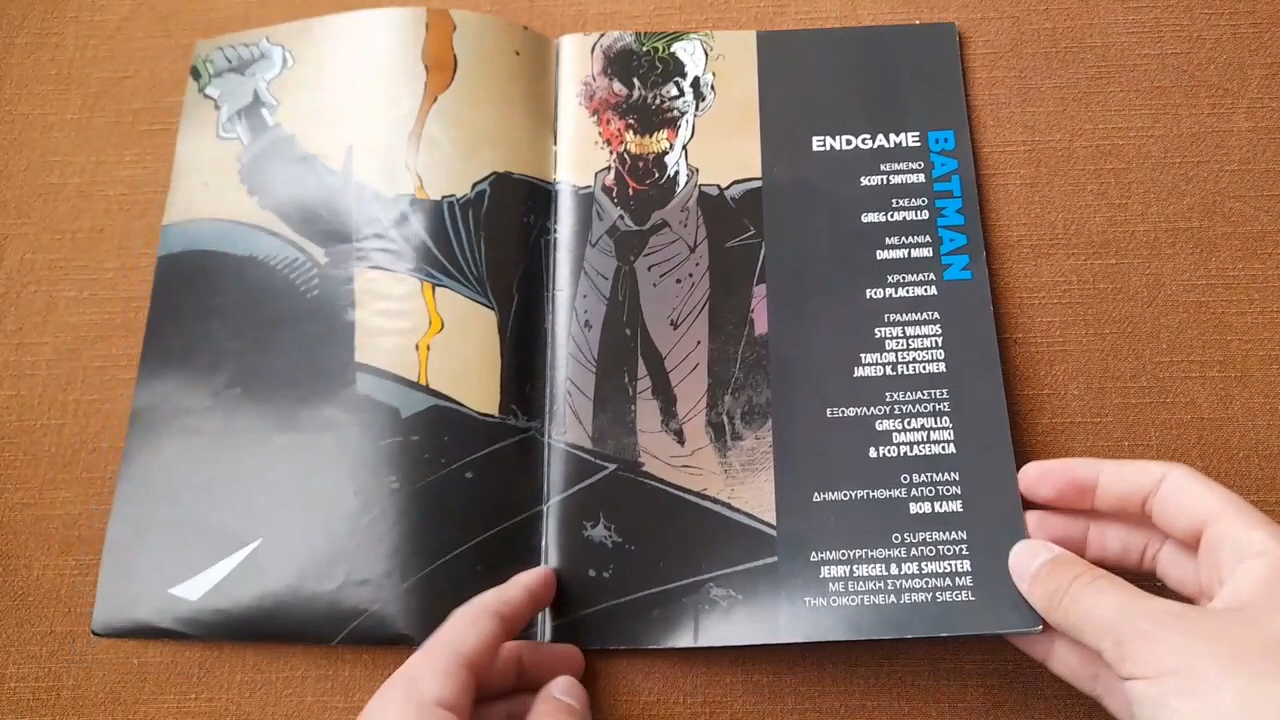 ENDGAME
BATMAN
ΚΕΙΜΕΝΟ
SCOTT SNYDER
ΣΧΕΔΙΟ
GREG CAPULLO
ΜΕΛΑΝΙΑ
DANNY MIKI
ΧΡΩΜΑΤΑ
FCO PLACENCIA
ΓΡΑΜΜΑΤΑ
STEVE WANDS
DEZI SIENTY
TAYLOR ESPOSITO
JARED K. FLETCHER
ΣΧΕΔΙΑΣΤΕΣ
ΕΞΩΦΥΛΛΟΥ ΣΥΛΛΟΓΗΣ
GREG CAPULLO,
DANNY MIKI
& FCO PLASENCIA
Ο BATMAN
ΔΗΜΙΟΥΡΓΗΘΗΚΕ ΑΠΟ ΤΟΝ
BOB KANE
Ο SUPERMAN
ΔΗΜΙΟΥΡΓΗΘΗΚΕ ΑΠΟ ΤΟΥΣ
JERRY SIEGEL & JOE SHUSTER
ΜΕ ΕΙΔΙΚΗ ΣΥΜΦΩΝΙΑ ΜΕ
ΤΗΝ ΟΙΚΟΓΕΝΕΙΑ JERRY SIEGEL